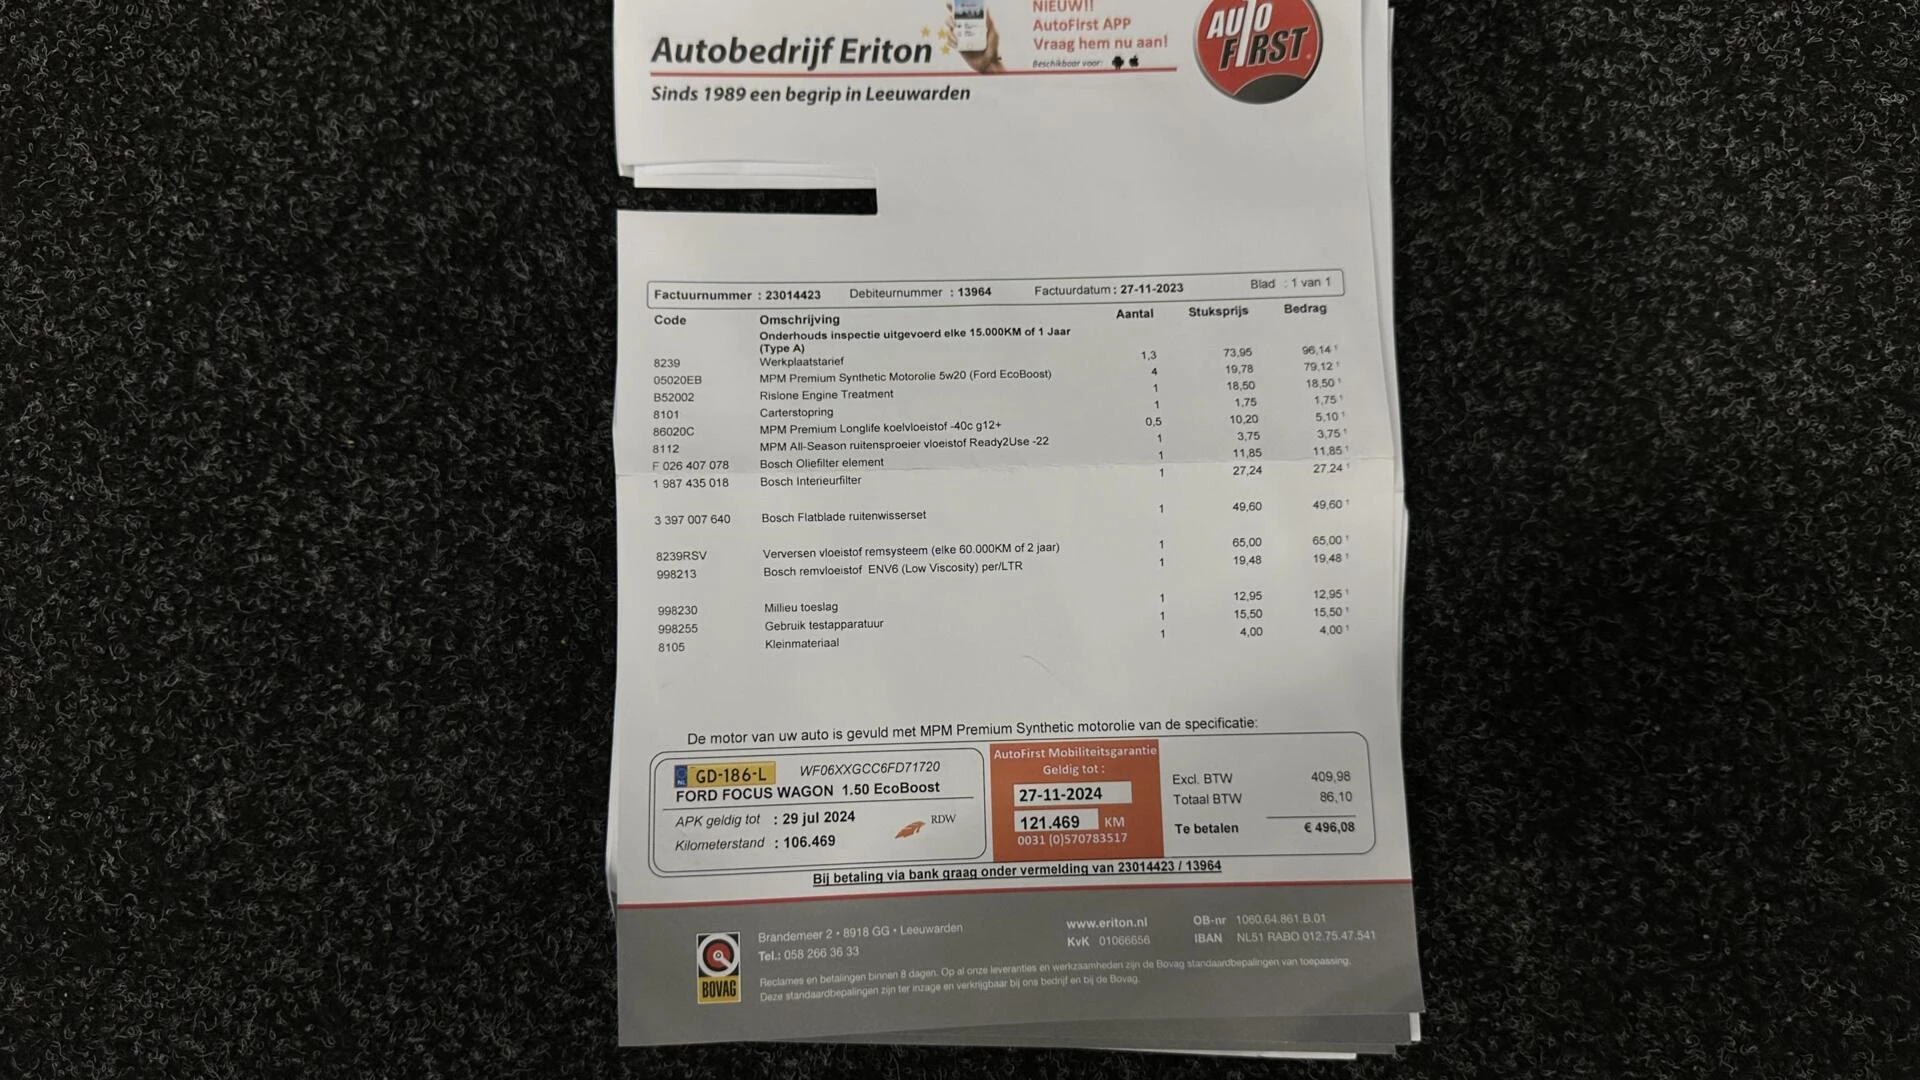 NIEUW!!
AutoFirst APP
Vraag hem nu aan!
Beschikbaar voor:
Autobedrijf Eriton
Sinds 1989 een begrip in Leeuwarden
AUTO
FIRST
Factuurnummer : 23014423 Debiteurnummer : 13964 Factuurdatum : 27-11-2023 Blad : 1 van 1
Code Omschrijving Aantal Stuksprijs Bedrag
Onderhouds inspectie uitgevoerd elke 15.000KM of 1 Jaar
(Type A)
8239 Werkplaatstarief 1,3 73,95 96,14 ¹
05020EB MPM Premium Synthetic Motorolie 5w20 (Ford EcoBoost) 4 19,78 79,12 ¹
B52002 Rislone Engine Treatment 1 18,50 18,50 ¹
8101 Carterstopring 1 1,75 1,75 ¹
86020C MPM Premium Longlife koelvloeistof -40c g12+ 0,5 10,20 5,10 ¹
8112 MPM All-Season ruitensproeier vloeistof Ready2Use -22 1 3,75 3,75 ¹
F 026 407 078 Bosch Oliefilter element 1 11,85 11,85 ¹
1 987 435 018 Bosch Interieurfilter 1 27,24 27,24 ¹
3 397 007 640 Bosch Flatblade ruitenwisserset 1 49,60 49,60 ¹
8239RSV Verversen vloeistof remsysteem (elke 60.000KM of 2 jaar) 1 65,00 65,00 ¹
998213 Bosch remvloeistof ENV6 (Low Viscosity) per/LTR 1 19,48 19,48 ¹
998230 Millieu toeslag 1 12,95 12,95 ¹
998255 Gebruik testapparatuur 1 15,50 15,50 ¹
8105 Kleinmateriaal 1 4,00 4,00 ¹
De motor van uw auto is gevuld met MPM Premium Synthetic motorolie van de specificatie:
NL GD-186-L WF06XXGCC6FD71720
FORD FOCUS WAGON 1.50 EcoBoost
APK geldig tot : 29 jul 2024
RDW
Kilometerstand : 106.469
AutoFirst Mobiliteitsgarantie
Geldig tot :
27-11-2024
121.469 KM
0031 (0)570783517
Excl. BTW 409,98
Totaal BTW 86,10
Te betalen € 496,08
Bij betaling via bank graag onder vermelding van 23014423 / 13964
BOVAG
Brandemeer 2 • 8918 GG • Leeuwarden
Tel.: 058 266 36 33
www.eriton.nl
KvK 01066656
OB-nr 1060.64.861.B.01
IBAN NL51 RABO 012.75.47.541
Reclames en betalingen binnen 8 dagen. Op al onze leveranties en werkzaamheden zijn de Bovag standaardbepalingen van toepassing.
Deze standaardbepalingen zijn ter inzage en verkrijgbaar bij ons bedrijf en bij de Bovag.